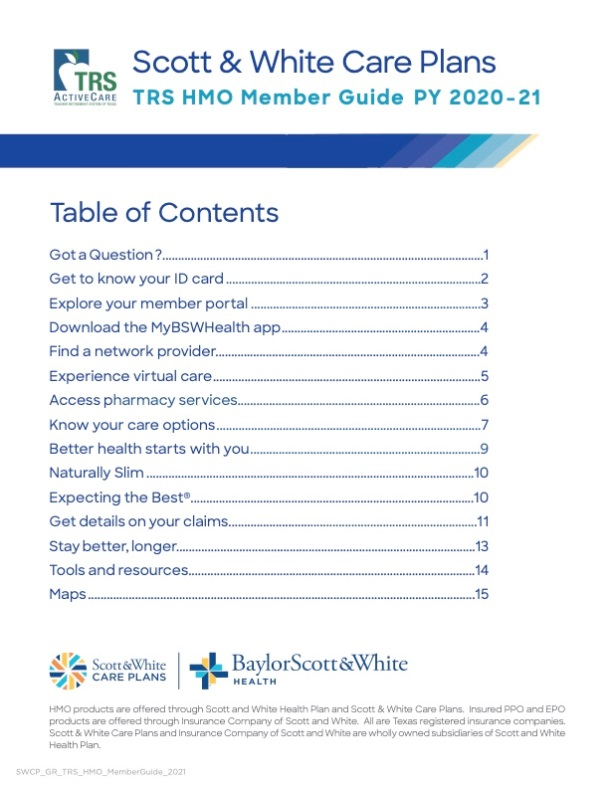 Scott & White Care Plans
TRS
ACTIVECARE
TRS HMO Member Guide PY 2020-21
Table of Contents
Got a Question?..........1
Get to know your ID card..........2
Explore your member portal..........3
Download the MyBSWHealth app..........4
Find a network provider..........4
Experience virtual care..........5
Access pharmacy services..........6
Know your care options..........7
Better health starts with you..........9
Naturally Slim..........10
Expecting the Best®..........10
Get details on your claims..........11
Stay better, longer..........13
Tools and resources..........14
Maps..........15
Scott&White
CARE PLANS
BaylorScott&White
HEALTH
HMO products are offered through Scott and White Health Plan and Scott & White Care Plans. Insured PPO and EPO
products are offered through Insurance Company of Scott and White. All are Texas registered insurance companies.
Scott & White Care Plans and Insurance Company of Scott and White are wholly owned subsidiaries of Scott and White
Health Plan.
SWCP_GR_TRS_HMO_MemberGuide_2021